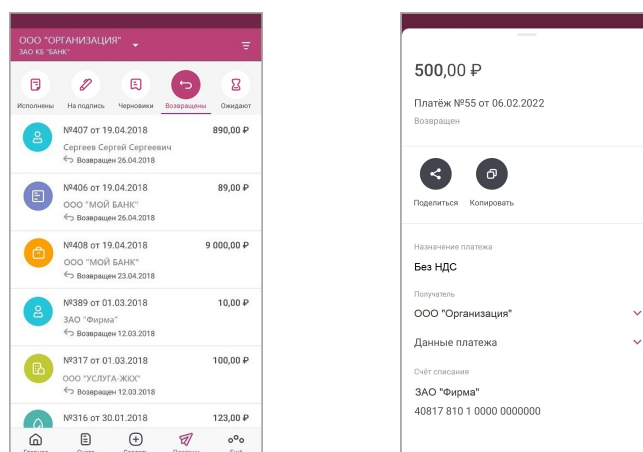 ООО "ОРГАНИЗАЦИЯ"
ЗАО КБ "БАНК"
Исполнены На подпись Черновики Возвращены Ожидают
№407 от 19.04.2018 890,00 ₽
Сергеев Сергей Сергеевич
Возвращен 26.04.2018
№406 от 19.04.2018 89,00 ₽
ООО "МОЙ БАНК"
Возвращен 26.04.2018
№408 от 19.04.2018 9 000,00 ₽
ООО "МОЙ БАНК"
Возвращен 23.04.2018
№389 от 01.03.2018 10,00 ₽
ЗАО "Фирма"
Возвращен 12.03.2018
№317 от 01.03.2018 100,00 ₽
ООО "УСЛУГА-ЖКХ"
Возвращен 12.03.2018
№316 от 30.01.2018 123,00 ₽
500,00 ₽
Платёж №55 от 06.02.2022
Возвращен
Поделиться Копировать
Назначение платежа
Без НДС
Получатель
ООО "Организация"
Данные платежа
Счёт списания
ЗАО "Фирма"
40817 810 1 0000 0000000